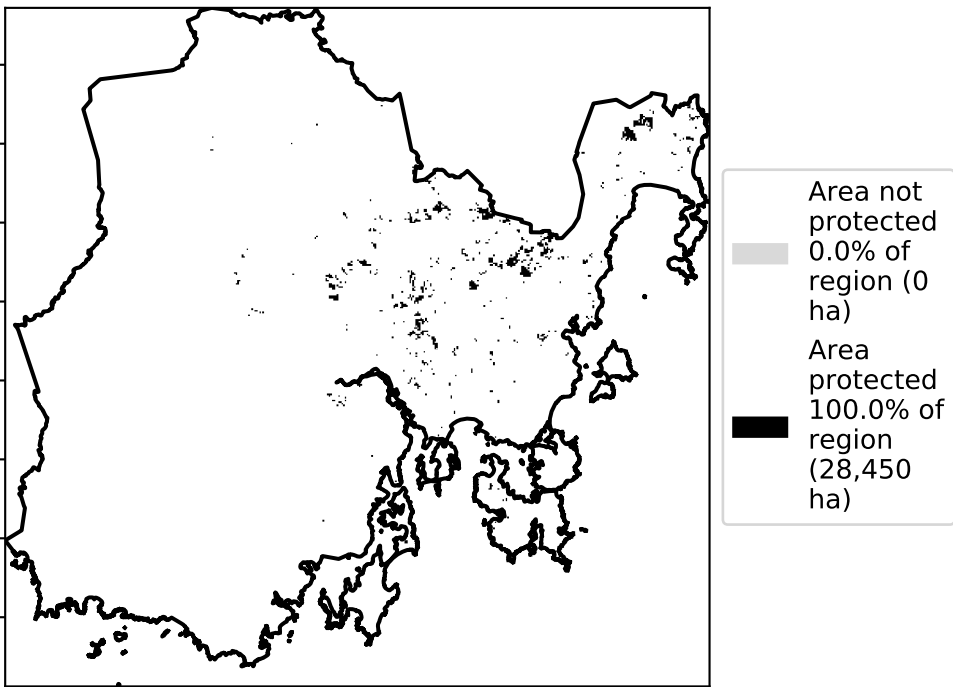 Area not
protected
0.0% of
region (0
ha)
Area
protected
100.0% of
region
(28,450
ha)